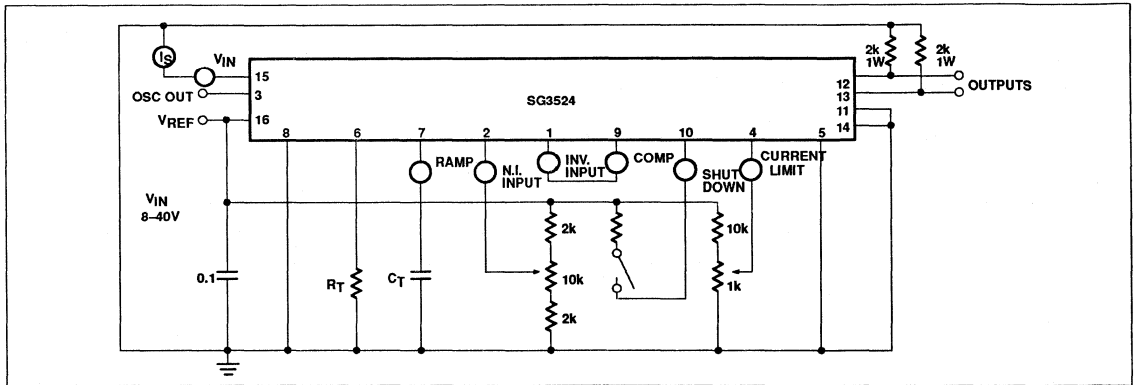 2k
1W
2k
1W
IS
VIN
15
OSC OUT
3
VREF
16
SG3524
12
13
11
14
OUTPUTS
8
6
7
2
1
9
10
4
5
RAMP
N.I.
INPUT
INV.
INPUT
COMP
SHUT
DOWN
CURRENT
LIMIT
VIN
8–40V
0.1
RT
CT
2k
10k
2k
10k
1k